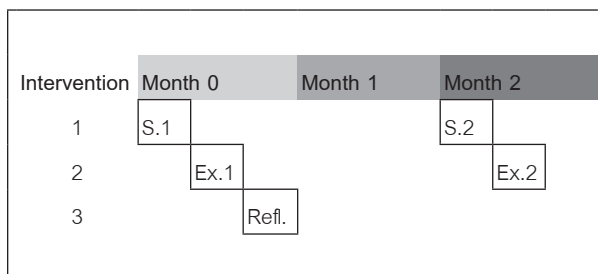 Intervention Month 0 Month 1 Month 2
1 S.1 S.2
2 Ex.1 Ex.2
3 Refl.